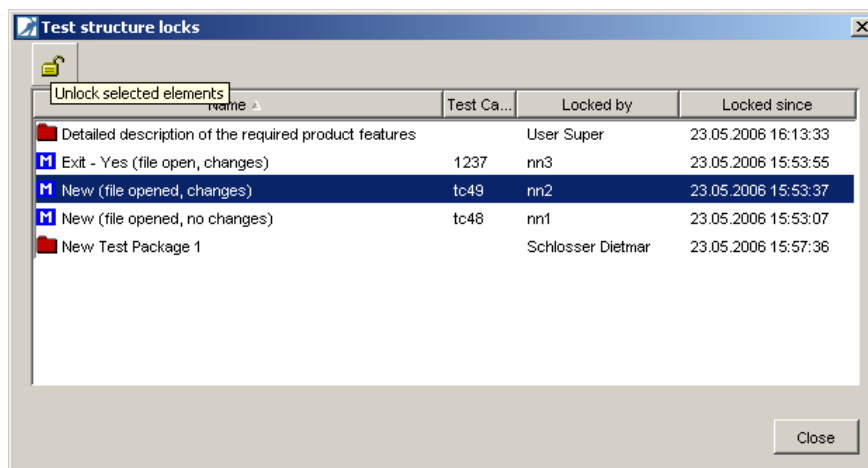 Test structure locks
Unlock selected elements
Name Test Ca... Locked by Locked since
Detailed description of the required product features User Super 23.05.2006 16:13:33
Exit - Yes (file open, changes) 1237 nn3 23.05.2006 15:53:55
New (file opened, changes) tc49 nn2 23.05.2006 15:53:37
New (file opened, no changes) tc48 nn1 23.05.2006 15:53:07
New Test Package 1 Schlosser Dietmar 23.05.2006 15:57:36
Close